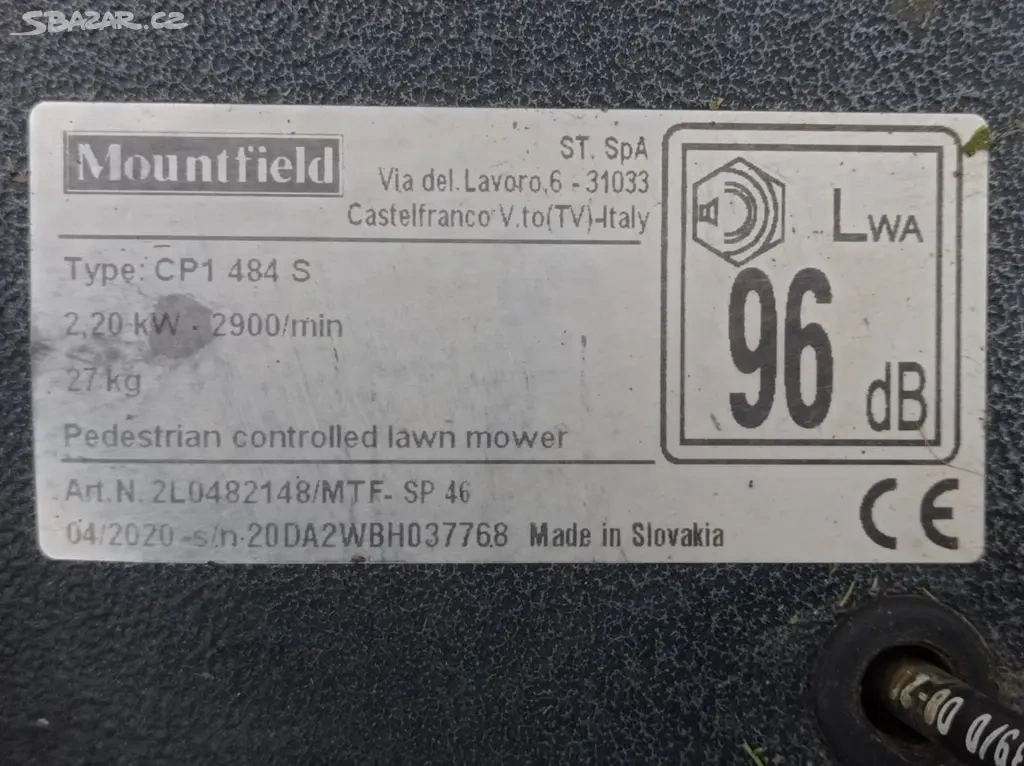 SBAZAR.CZ
Mountfield
ST. SpA
Via del. Lavoro,6 - 31033
Castelfranco V.to(TV)-Italy
Type: CP1 484 S
2,20 kW - 2900/min
27 kg
Pedestrian controlled lawn mower
Art.N. 2L0482148/MTF- SP 46
04/2020 -s/n 20DA2WBH037768 Made in Slovakia
LWA
96
dB
CE